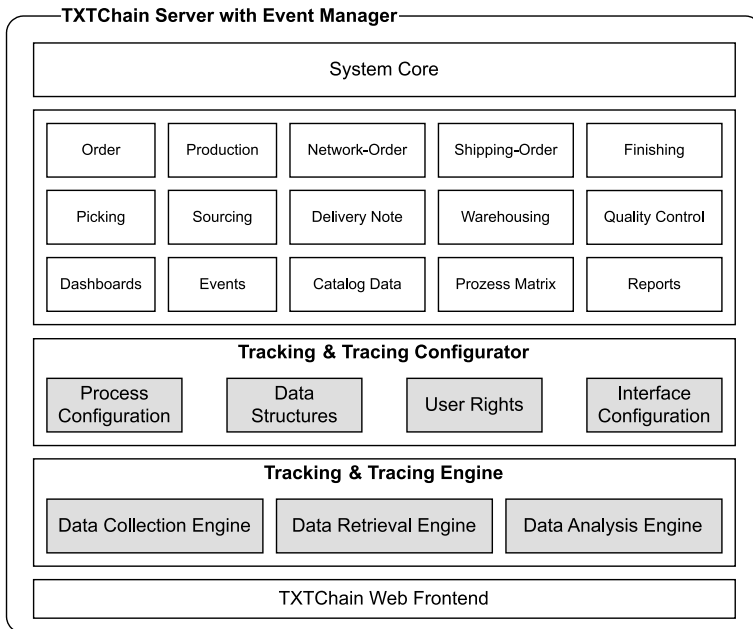 TXTChain Server with Event Manager
System Core
Order
Production
Network-Order
Shipping-Order
Finishing
Picking
Sourcing
Delivery Note
Warehousing
Quality Control
Dashboards
Events
Catalog Data
Prozess Matrix
Reports
Tracking & Tracing Configurator
Process
Configuration
Data
Structures
User Rights
Interface
Configuration
Tracking & Tracing Engine
Data Collection Engine
Data Retrieval Engine
Data Analysis Engine
TXTChain Web Frontend